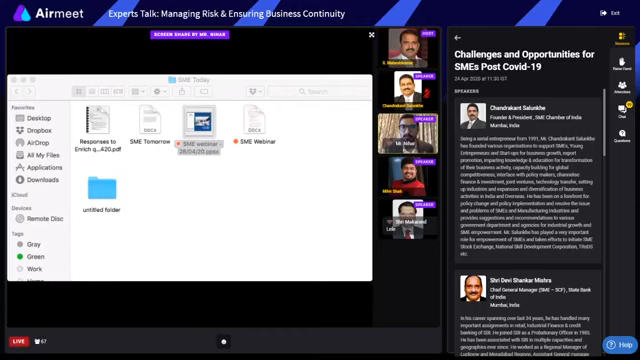 Airmeet
Experts Talk: Managing Risk & Ensuring Business Continuity
Exit
SCREEN SHARE BY MR. NIHAR
SME Today
Search
Favorites
Desktop
Dropbox
AirDrop
All My Files
Applications
Downloads
iCloud
Devices
Remote Disc
Tags
Gray
Green
Work
Home
Responses to
Enrich q...420.pdf
DOCX
SME Tomorrow
SME webinar -
28/04/20.ppsx
DOCX
SME Webinar
untitled folder
HOST
SPEAKER
Chandrakant Salunkhe
SPEAKER
Mr. Nihar
SPEAKER
Mihir Shah
SPEAKER
Shri Makarand
Lele
LIVE
67
Challenges and Opportunities for
SMEs Post Covid-19
24 Apr 2020 at 11:30 IST
SPEAKERS
Chandrakant Salunkhe
Founder & President , SME Chamber of India
Mumbai, India
Being a serial entrepreneur from 1991, Mr. Chandrakant Salunkhe
has founded various organisations to support SMEs, Young
Entrepreneurs and Start-ups for business growth, export
promotion, imparting knowledge & education for transformation
of their business activity, capacity building for global
competitiveness, interface with policy makers, channelise
finance & investment, joint ventures, technology transfer,
setting up industries and expansion and diversification of business
activities in India and Overseas. He has been on a forefront
for policy change and policy implementation and resolve the issue
and problems of SMEs and Manufacturing Industries and
provides suggestions and recommendations to various
government department and agencies for industrial growth and
SME empowerment. Mr. Salunkhe has played a very important
role for empowerment of SMEs and taken efforts to initiate SME
Stock Exchange, National Skill Development Corporation, TReDS
etc.
Shri Devi Shankar Mishra
Chief General Manager (SME – SCF) , State Bank
of India
Mumbai, India
In his career spanning over last 34 years, he has handled many
important assignments in retail, Industrial Finance & credit
banking of SBI. He joined SBI as a Probationary Officer in
1983. He has been associated with SBI in multiple capacities and
geographies ever since. He worked as a Regional Manager of
Sessions
Raise Hand
Attendees
Chat
Questions
Help